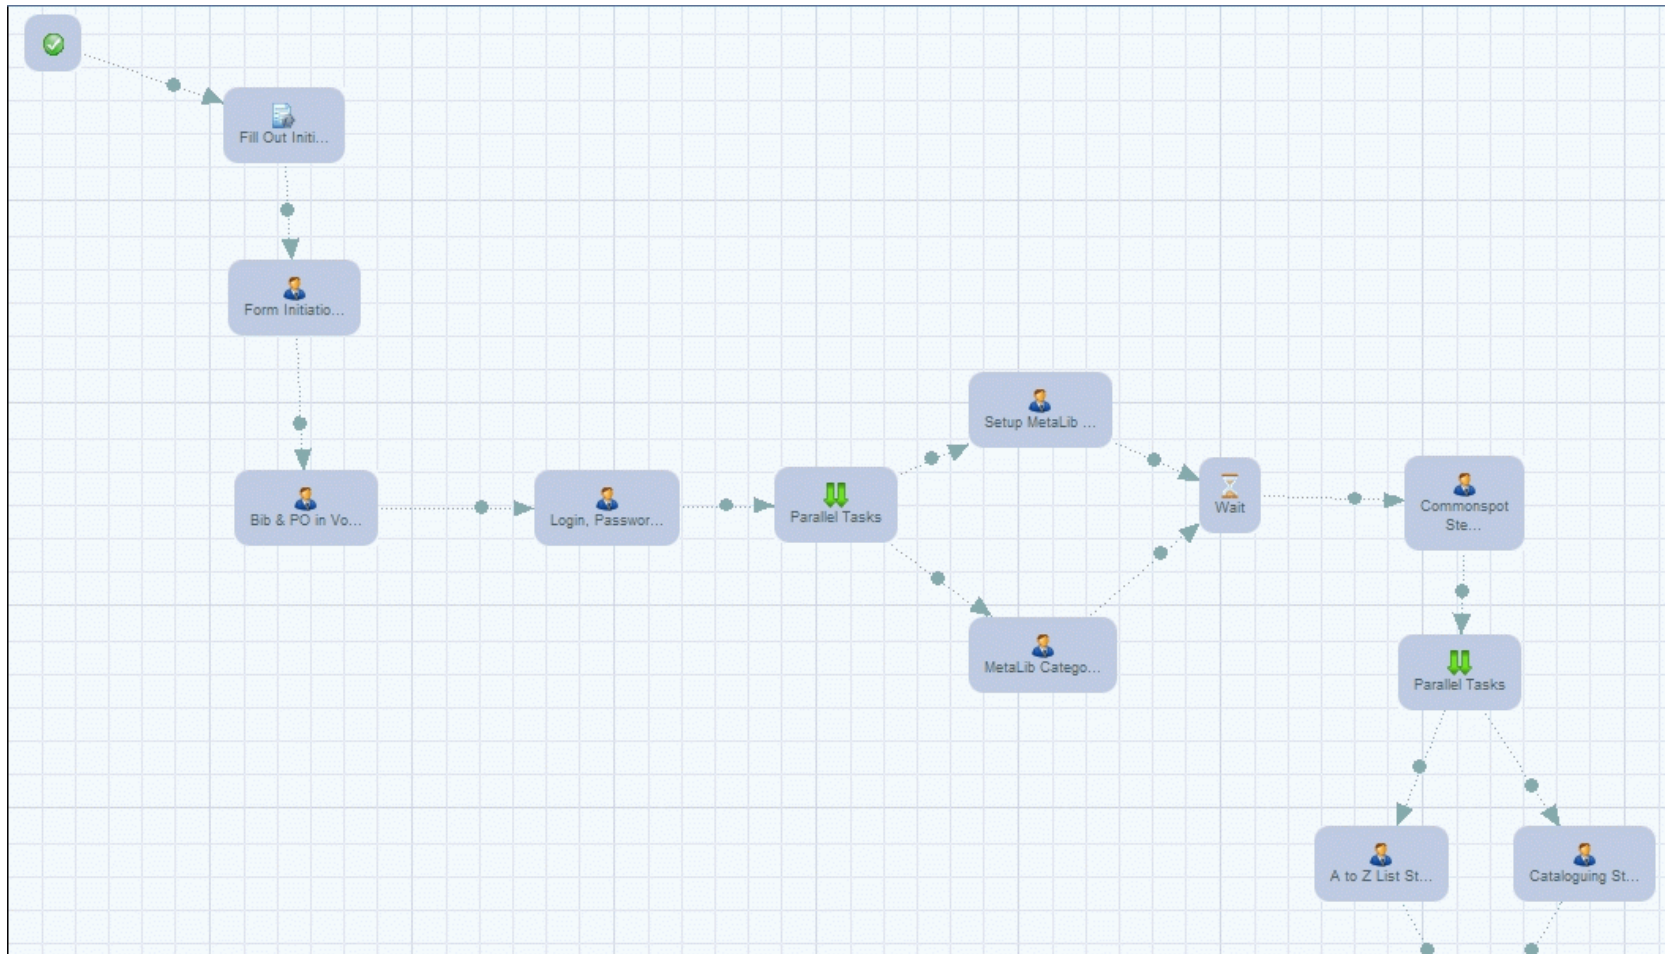 Fill Out Initi...
Form Initiatio...
Bib & PO in Vo...
Login, Passwor...
Parallel Tasks
Setup MetaLib ...
MetaLib Catego...
Wait
Commonspot
Ste...
Parallel Tasks
A to Z List St...
Cataloguing St...